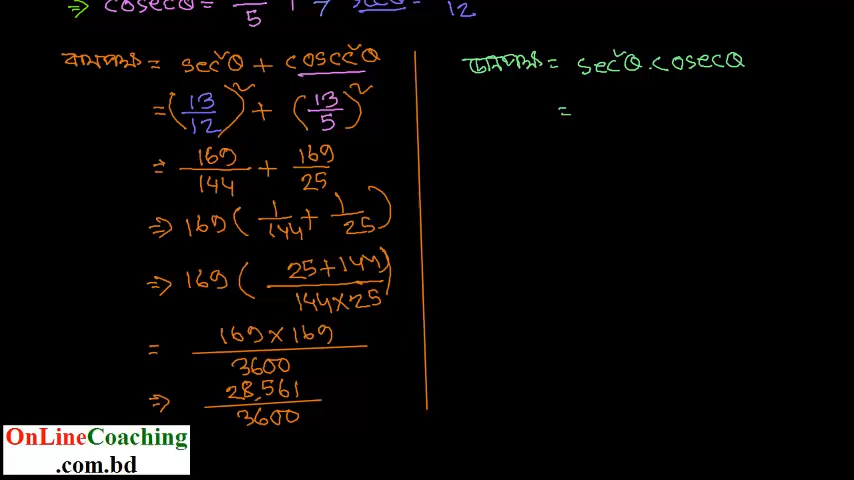 ⇒ cosecθ = 13/5 | ⇒ secθ = 13/12
বামপক্ষ = sec²θ + cosec²θ
= (13/12)² + (13/5)²
= 169/144 + 169/25
⇒ 169 ( 1/144 + 1/25 )
⇒ 169 ( 25+144 / 144×25 )
= 169×169 / 3600
⇒ 28,561 / 3600
ডানপক্ষ = sec²θ.cosecθ
=
OnLineCoaching
.com.bd